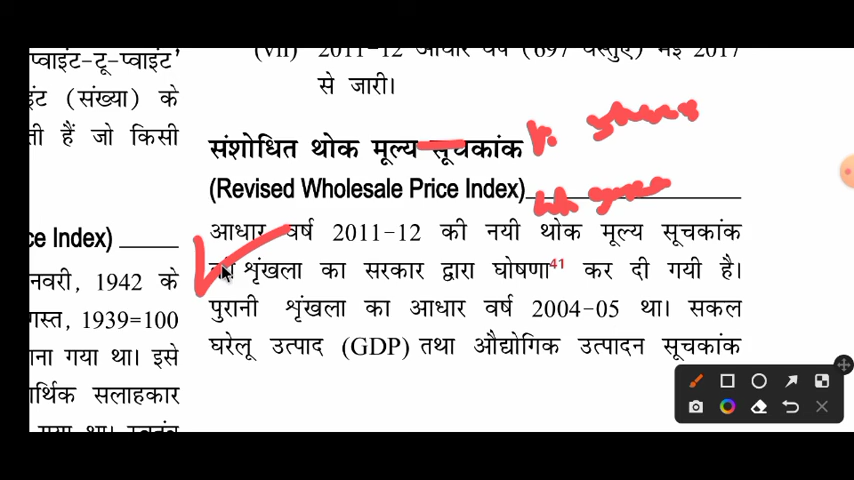 प्वाइंट-टू-प्वाइंट'
इंट (संख्या) के
ती हैं जो किसी
ce Index)
नवरी, 1942 के
गस्त, 1939=100
ाना गया था। इसे
ार्थिक सलाहकार
(vii) 2011-12 आधार वर्ष (697 वस्तुएँ) मई 2017
से जारी।
संशोधित थोक मूल्य सूचकांक
(Revised Wholesale Price Index)
आधार वर्ष 2011-12 की नयी थोक मूल्य सूचकांक
की शृंखला का सरकार द्वारा घोषणा41 कर दी गयी है।
पुरानी शृंखला का आधार वर्ष 2004-05 था। सकल
घरेलू उत्पाद (GDP) तथा औद्योगिक उत्पादन सूचकांक